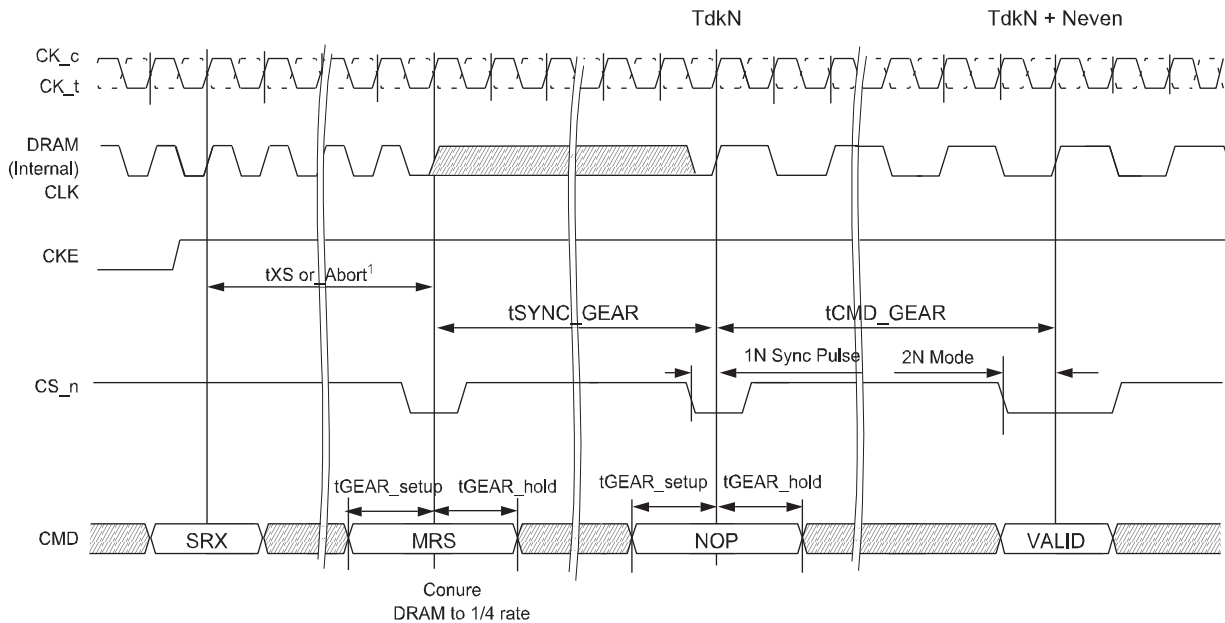 TdkN
TdkN + Neven
CK_c
CK_t
DRAM
(Internal)
CLK
CKE
tXS or_Abort1
tSYNC_GEAR
tCMD_GEAR
1N Sync Pulse
2N Mode
CS_n
tGEAR_setup
tGEAR_hold
tGEAR_setup
tGEAR_hold
CMD
SRX
MRS
NOP
VALID
Conure
DRAM to 1/4 rate